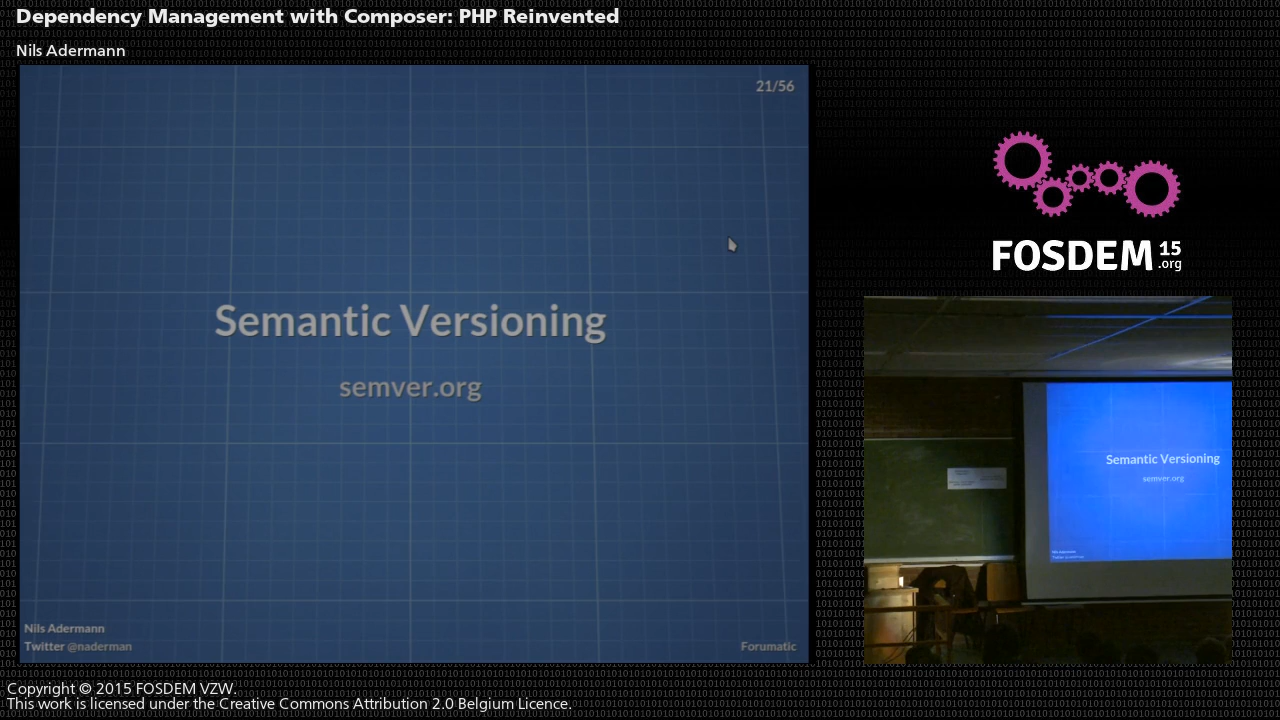 Dependency Management with Composer: PHP Reinvented
Nils Adermann
21/56
Semantic Versioning
semver.org
Nils Adermann
Twitter @naderman
Forumatic
FOSDEM 15
.org
Semantic Versioning
semver.org
Copyright © 2015 FOSDEM VZW.
This work is licensed under the Creative Commons Attribution 2.0 Belgium Licence.